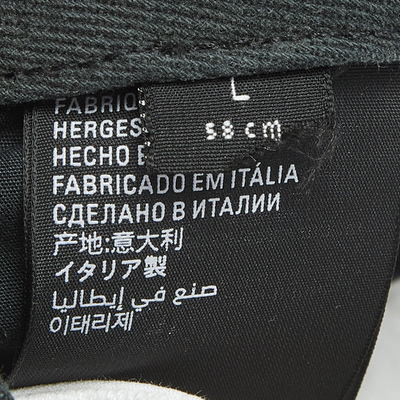 L
58 cm
FABRIQ
HERGES
HECHO E
FABRICADO EM ITÁLIA
СДЕЛАНО В ИТАЛИИ
产地:意大利
イタリア製
صنع في إيطاليا
이태리제